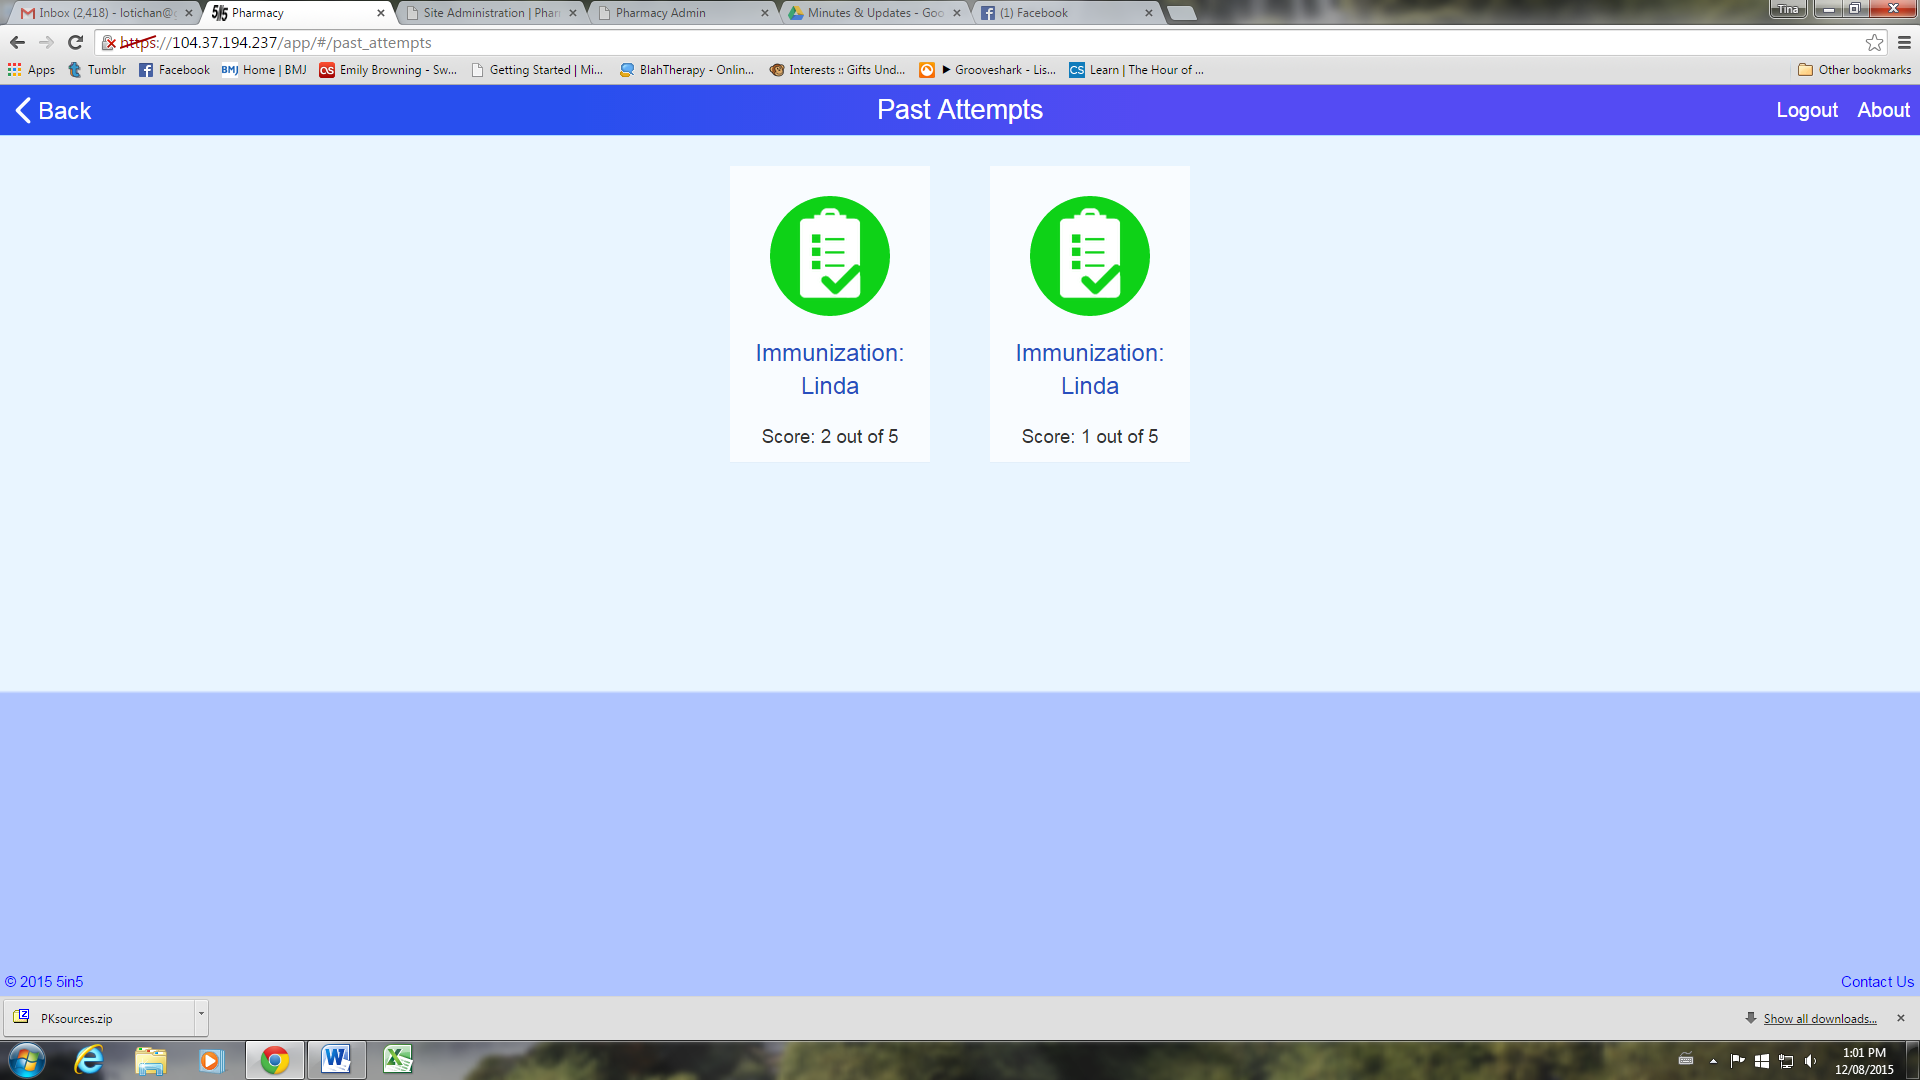 Inbox (2,418) - lotichan@g
5in5 Pharmacy
Site Administration | Phar
Pharmacy Admin
Minutes & Updates - Goo
(1) Facebook
Tina
https://104.37.194.237/app/#/past_attempts
Apps
Tumblr
Facebook
BMJ Home | BMJ
Emily Browning - Sw...
Getting Started | Mi...
BlahTherapy - Onlin...
Interests :: Gifts Und...
Grooveshark - Lis...
CS Learn | The Hour of ...
Other bookmarks
Back
Past Attempts
Logout
About
Immunization:
Linda
Score: 2 out of 5
Immunization:
Linda
Score: 1 out of 5
© 2015 5in5
Contact Us
PKsources.zip
Show all downloads...
1:01 PM
12/08/2015